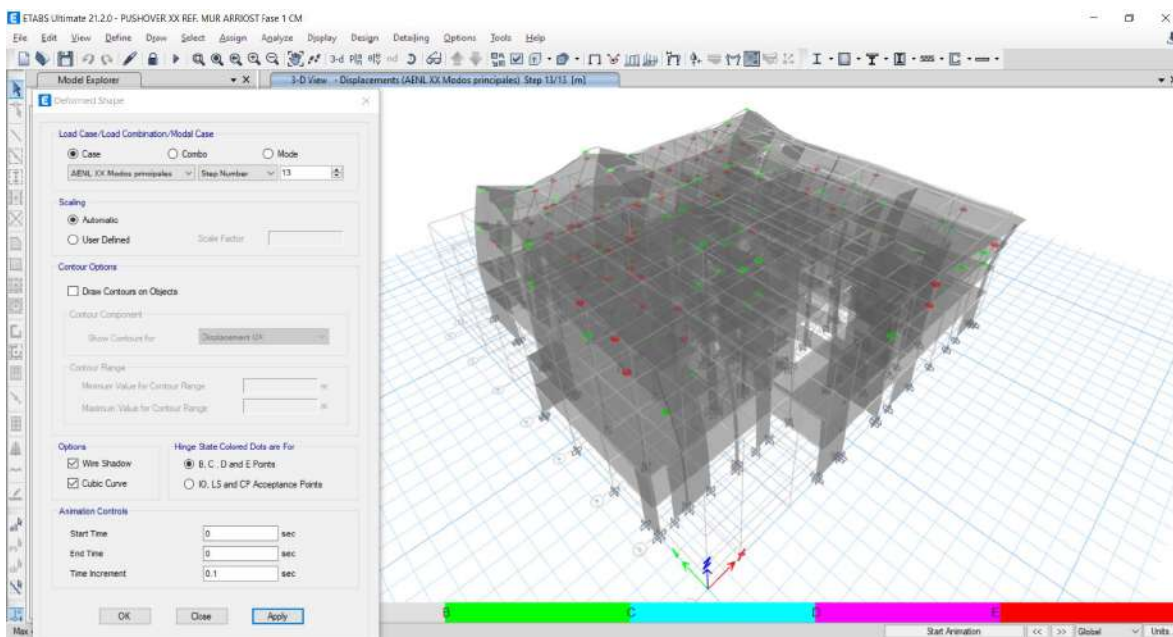 ETABS Ultimate 21.2.0 - PUSHOVER XX REF. MUR ARRIOST Fase 1 CM
File Edit View Define Draw Select Assign Analyze Display Design Detailing Options Tools Help
3-d
Model Explorer
3-D View - Displacements (AENL XX Modos principales) Step 13/13 [m]
Deformed Shape
Load Case/Load Combination/Modal Case
Case Combo Mode
AENL XX Modos principales Step Number 13
Scaling
Automatic
User Defined Scale Factor
Contour Options
Draw Contours on Objects
Contour Component
Show Contours for Displacement UX
Contour Range
Minimum Value for Contour Range m
Maximum Value for Contour Range m
Options Hinge State Colored Dots are For
Wire Shadow B, C, D and E Points
Cubic Curve IO, LS and CP Acceptance Points
Animation Controls
Start Time 0 sec
End Time 0 sec
Time Increment 0.1 sec
OK Close Apply
B C D E
Max Start Animation << >> Global Units